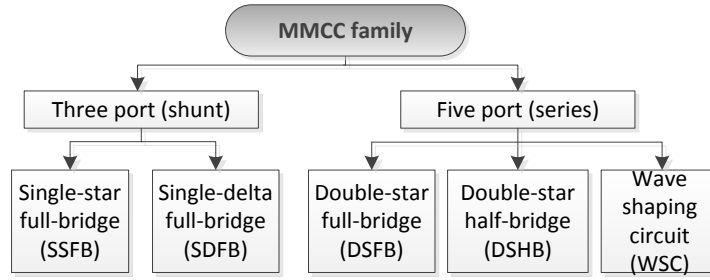 MMCC family
Three port (shunt)
Five port (series)
Single-star
full-bridge
(SSFB)
Single-delta
full-bridge
(SDFB)
Double-star
full-bridge
(DSFB)
Double-star
half-bridge
(DSHB)
Wave
shaping
circuit
(WSC)